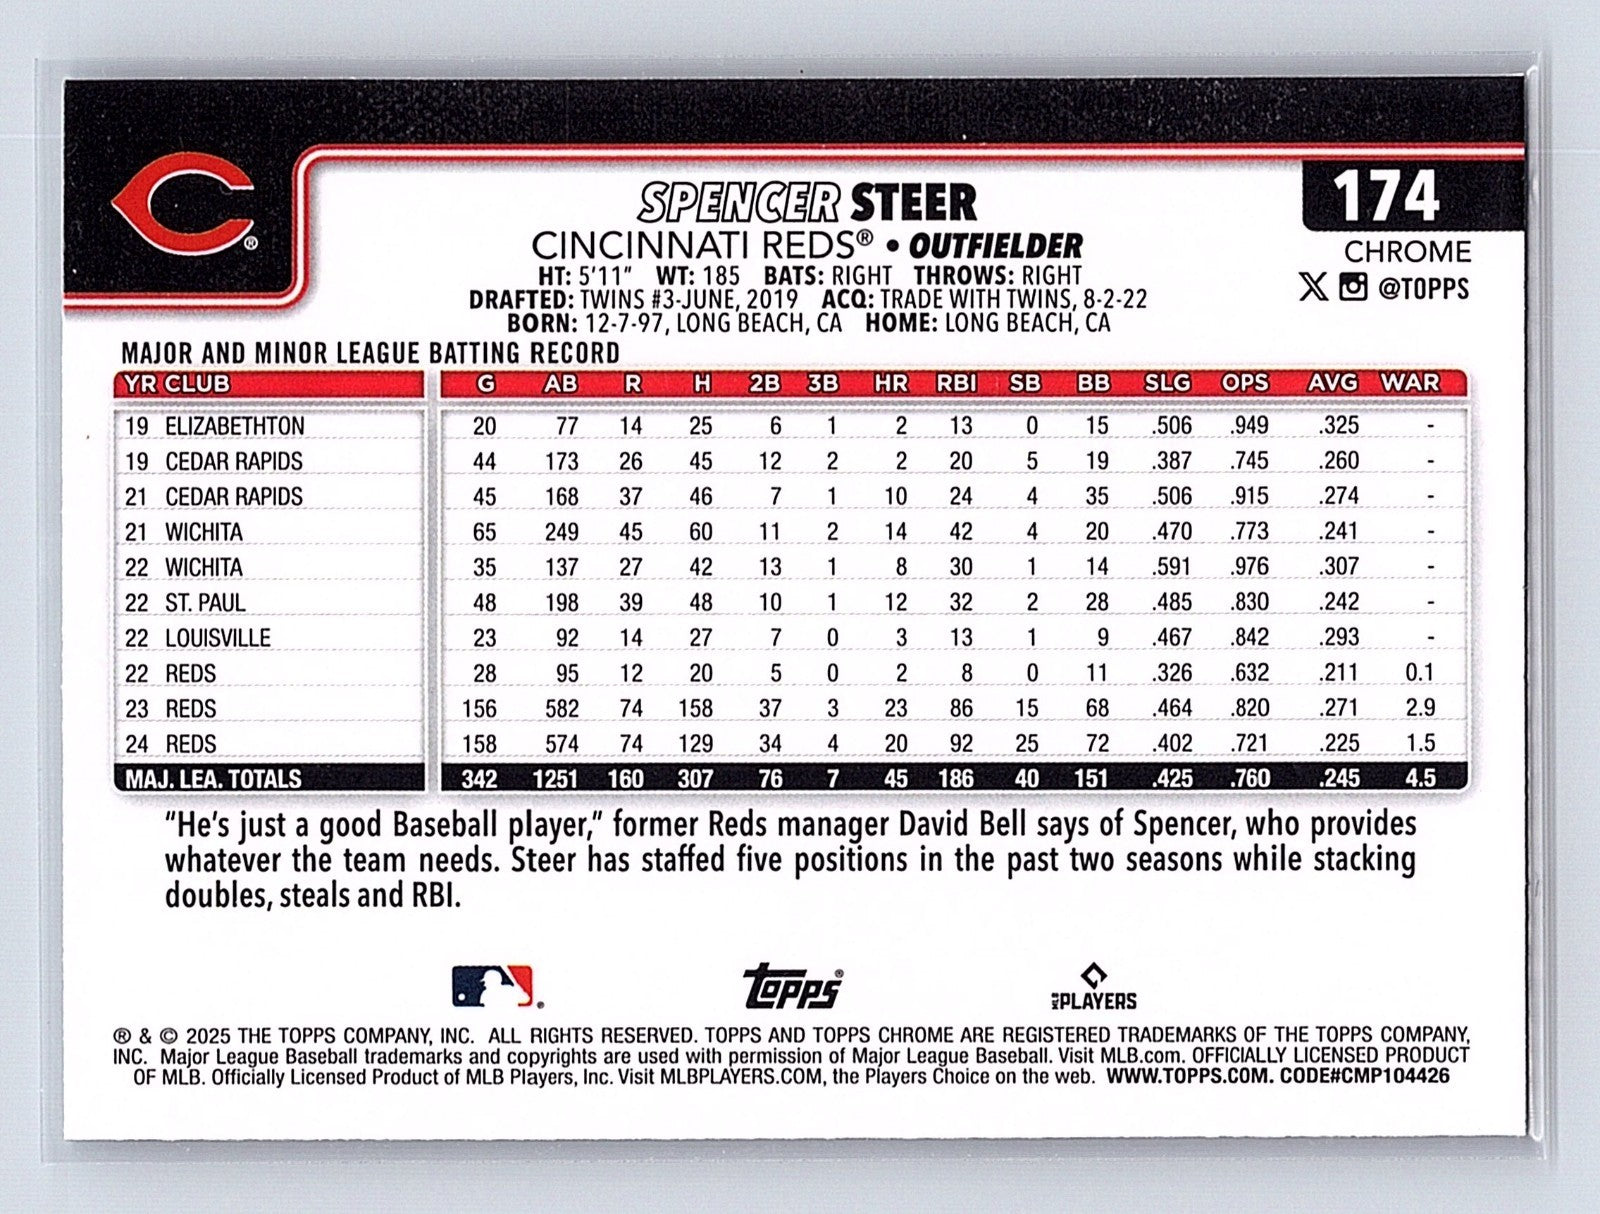 174
SPENCER STEER
CINCINNATI REDS® • OUTFIELDER
CHROME
HT: 5'11" WT: 185 BATS: RIGHT THROWS: RIGHT
@TOPPS
DRAFTED: TWINS #3-JUNE, 2019 ACQ: TRADE WITH TWINS, 8-2-22
BORN: 12-7-97, LONG BEACH, CA HOME: LONG BEACH, CA
MAJOR AND MINOR LEAGUE BATTING RECORD
YR CLUB G AB R H 2B 3B HR RBI SB BB SLG OPS AVG WAR
19 ELIZABETHTON 20 77 14 25 6 1 2 13 0 15 .506 .949 .325 -
19 CEDAR RAPIDS 44 173 26 45 12 2 2 20 5 19 .387 .745 .260 -
21 CEDAR RAPIDS 45 168 37 46 7 1 10 24 4 35 .506 .915 .274 -
21 WICHITA 65 249 45 60 11 2 14 42 4 20 .470 .773 .241 -
22 WICHITA 35 137 27 42 13 1 8 30 1 14 .591 .976 .307 -
22 ST. PAUL 48 198 39 48 10 1 12 32 2 28 .485 .830 .242 -
22 LOUISVILLE 23 92 14 27 7 0 3 13 1 9 .467 .842 .293 -
22 REDS 28 95 12 20 5 0 2 8 0 11 .326 .632 .211 0.1
23 REDS 156 582 74 158 37 3 23 86 15 68 .464 .820 .271 2.9
24 REDS 158 574 74 129 34 4 20 92 25 72 .402 .721 .225 1.5
MAJ. LEA. TOTALS 342 1251 160 307 76 7 45 186 40 151 .425 .760 .245 4.5
"He's just a good Baseball player," former Reds manager David Bell says of Spencer, who provides
whatever the team needs. Steer has staffed five positions in the past two seasons while stacking
doubles, steals and RBI.
Topps®
MLB PLAYERS
® & © 2025 THE TOPPS COMPANY, INC. ALL RIGHTS RESERVED. TOPPS AND TOPPS CHROME ARE REGISTERED TRADEMARKS OF THE TOPPS COMPANY,
INC. Major League Baseball trademarks and copyrights are used with permission of Major League Baseball. Visit MLB.com. OFFICIALLY LICENSED PRODUCT
OF MLB. Officially Licensed Product of MLB Players, Inc. Visit MLBPLAYERS.COM, the Players Choice on the web. WWW.TOPPS.COM. CODE#CMP104426